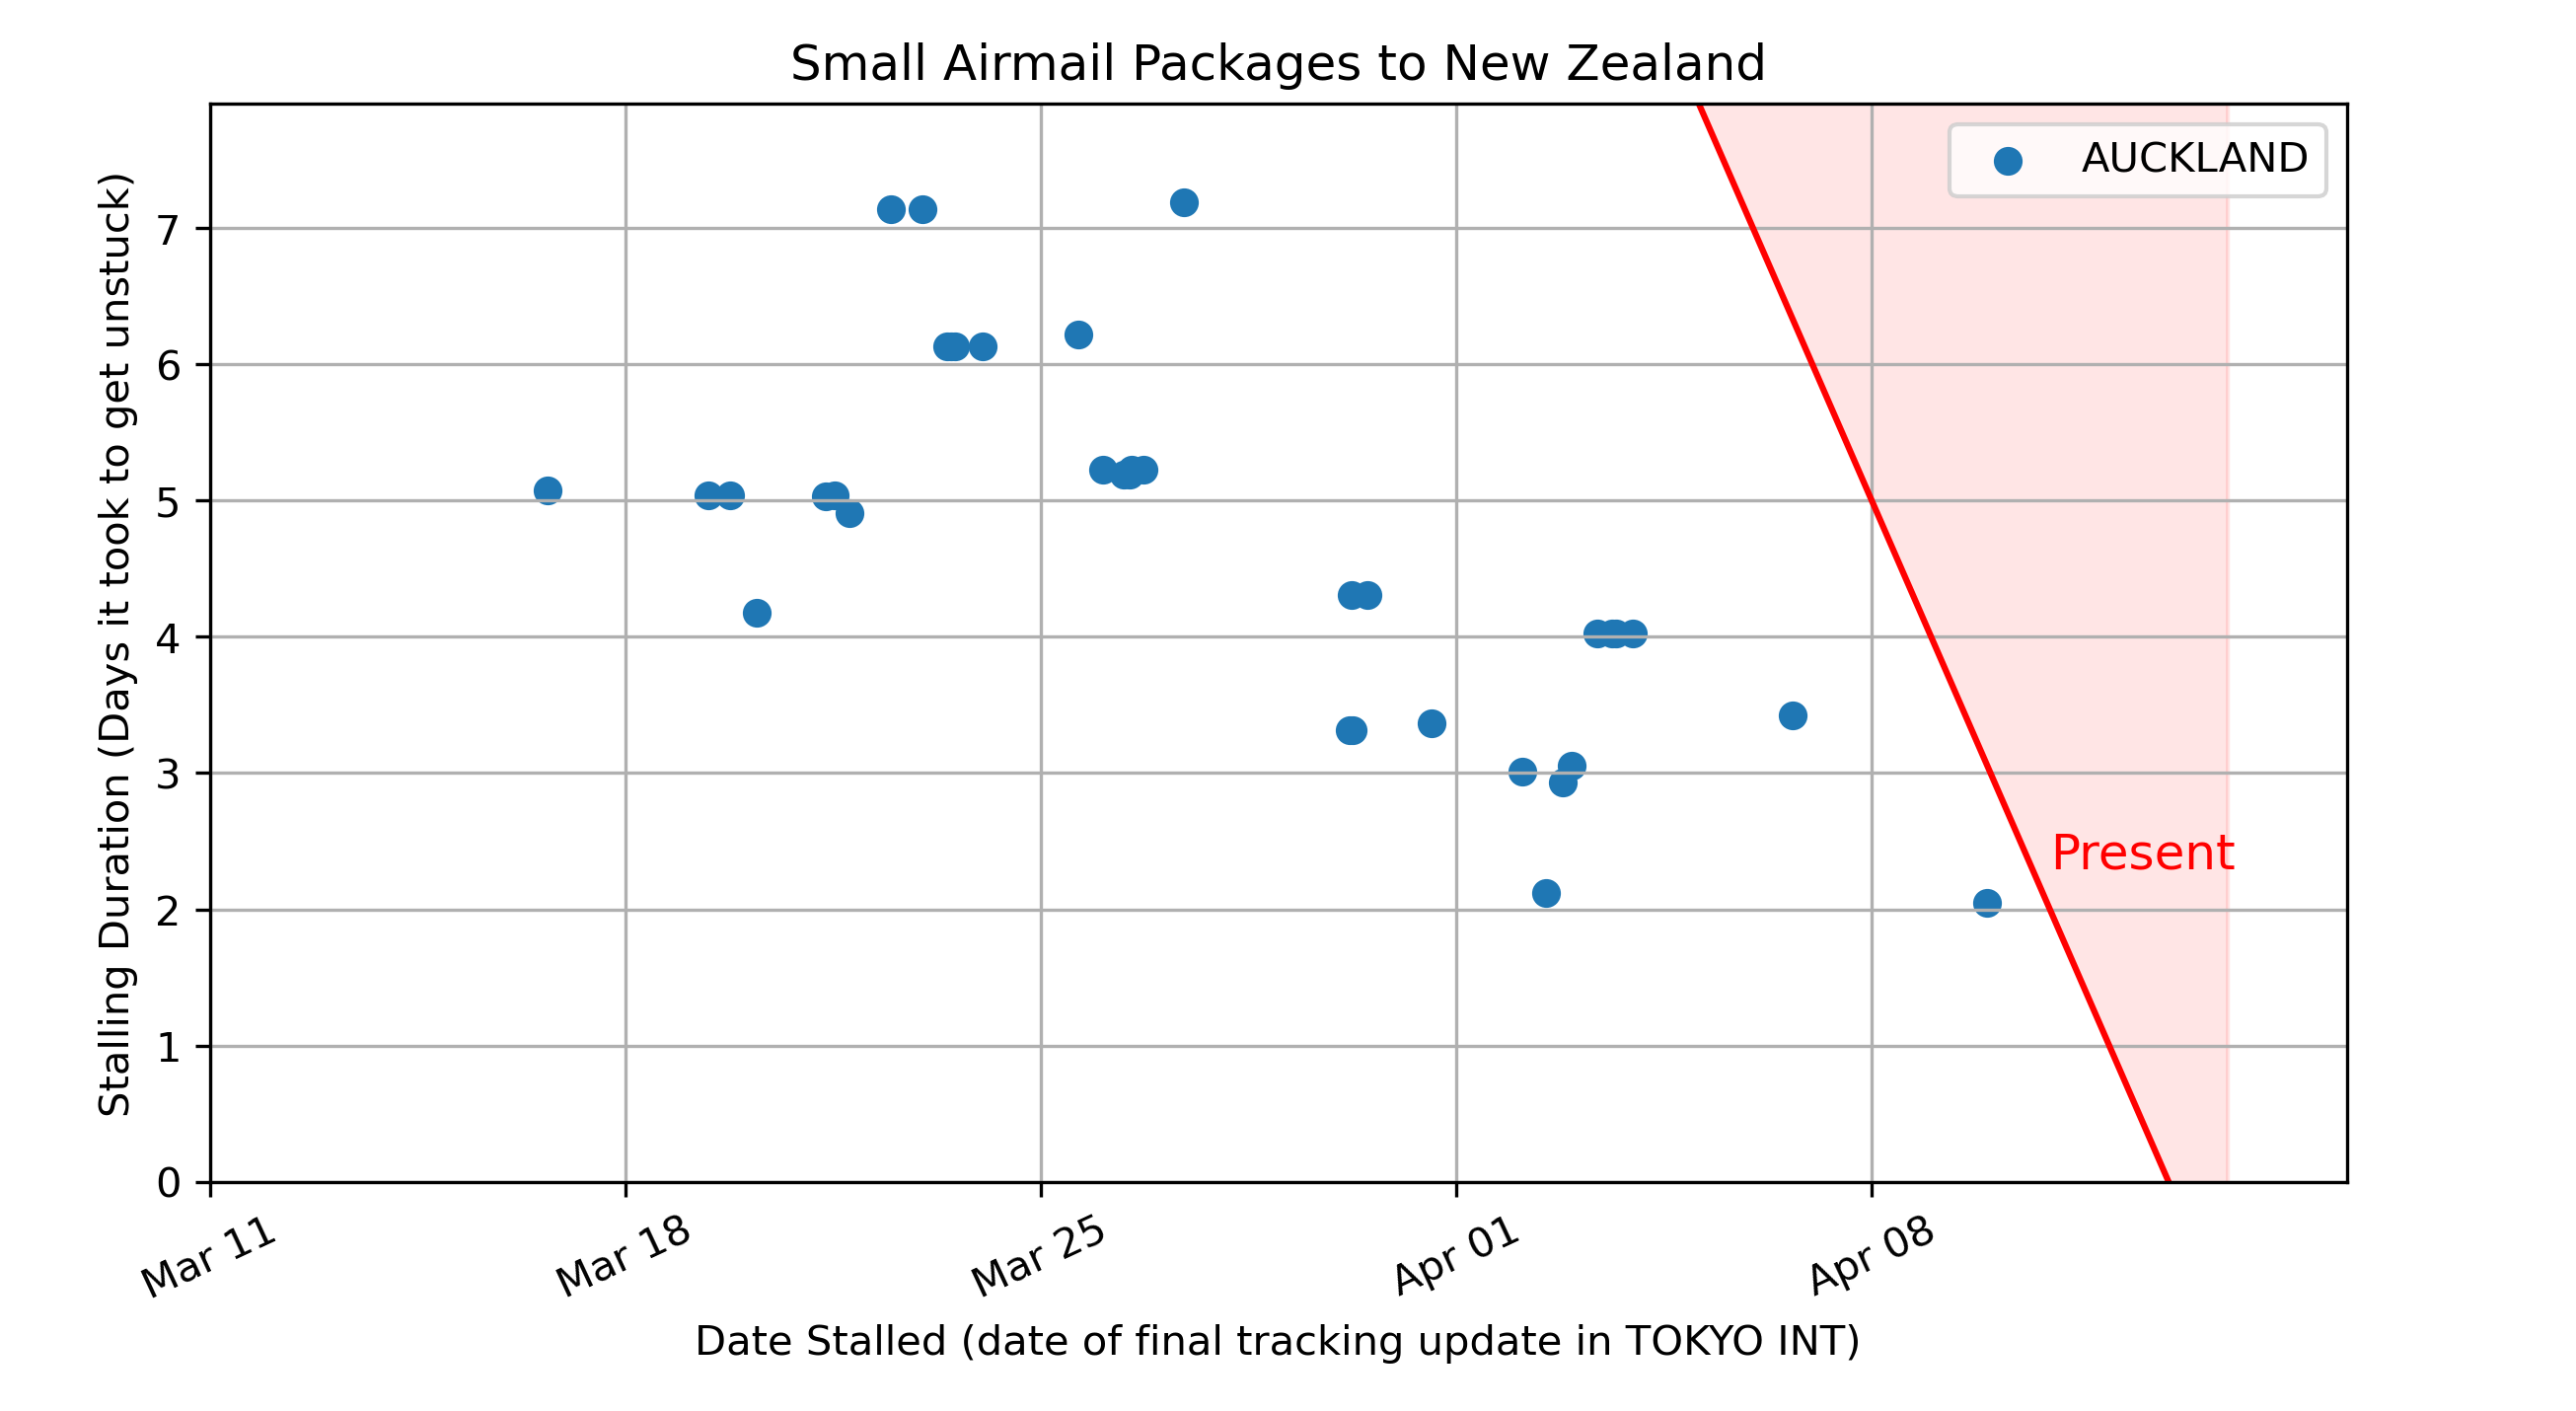 Small Airmail Packages to New Zealand
AUCKLAND
Stalling Duration (Days it took to get unstuck)
7
6
5
4
3
2
1
0
Present
Mar 11
Mar 18
Mar 25
Apr 01
Apr 08
Date Stalled (date of final tracking update in TOKYO INT)